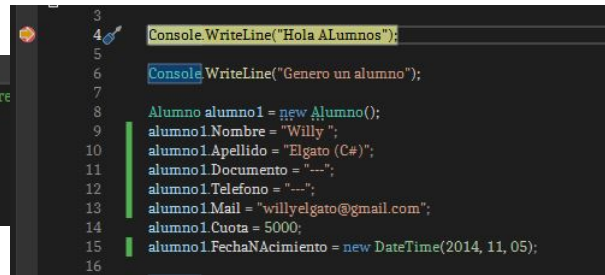 3
4 Console.WriteLine("Hola ALumnos");
5
6 Console.WriteLine("Genero un alumno");
7
8 Alumno alumno1 = new Alumno();
9 alumno1.Nombre = "Willy ";
10 alumno1.Apellido = "Elgato (C#)";
11 alumno1.Documento = "---";
12 alumno1.Telefono = "---";
13 alumno1.Mail = "willyelgato@gmail.com";
14 alumno1.Cuota = 5000;
15 alumno1.FechaNAcimiento = new DateTime(2014, 11, 05);
16